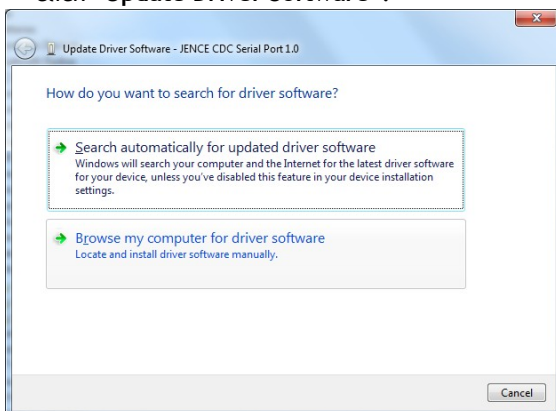 Click "Update Driver Software".
Update Driver Software - JENCE CDC Serial Port 1.0
How do you want to search for driver software?
Search automatically for updated driver software
Windows will search your computer and the Internet for the latest driver software
for your device, unless you've disabled this feature in your device installation
settings.
Browse my computer for driver software
Locate and install driver software manually.
Cancel